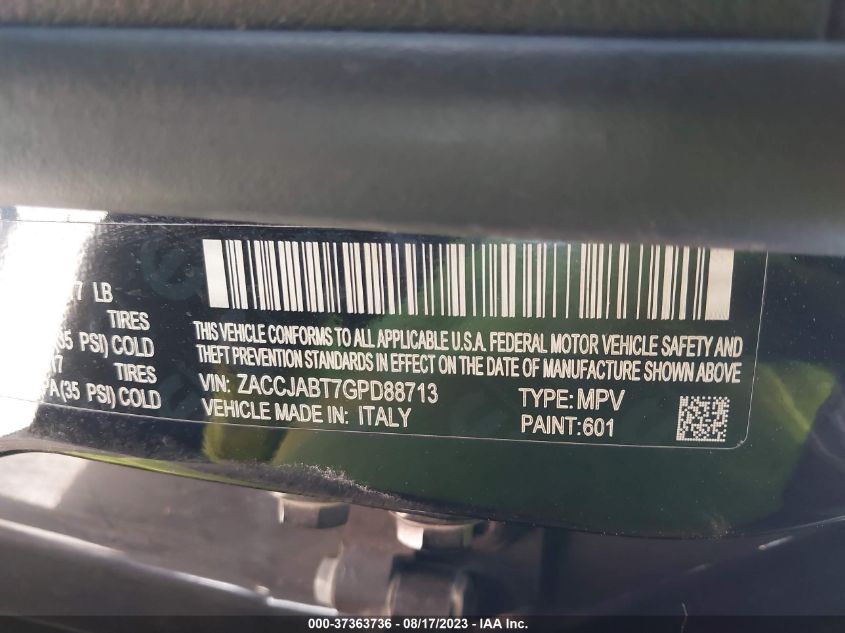 7 LB
TIRES
PSI) COLD
TIRES
PA(35 PSI) COLD
THIS VEHICLE CONFORMS TO ALL APPLICABLE U.S.A. FEDERAL MOTOR VEHICLE SAFETY AND
THEFT PREVENTION STANDARDS IN EFFECT ON THE DATE OF MANUFACTURE SHOWN ABOVE
VIN: ZACCJABT7GPD88713 TYPE: MPV
VEHICLE MADE IN: ITALY PAINT:601
000-37363736 - 08/17/2023 - IAA Inc.